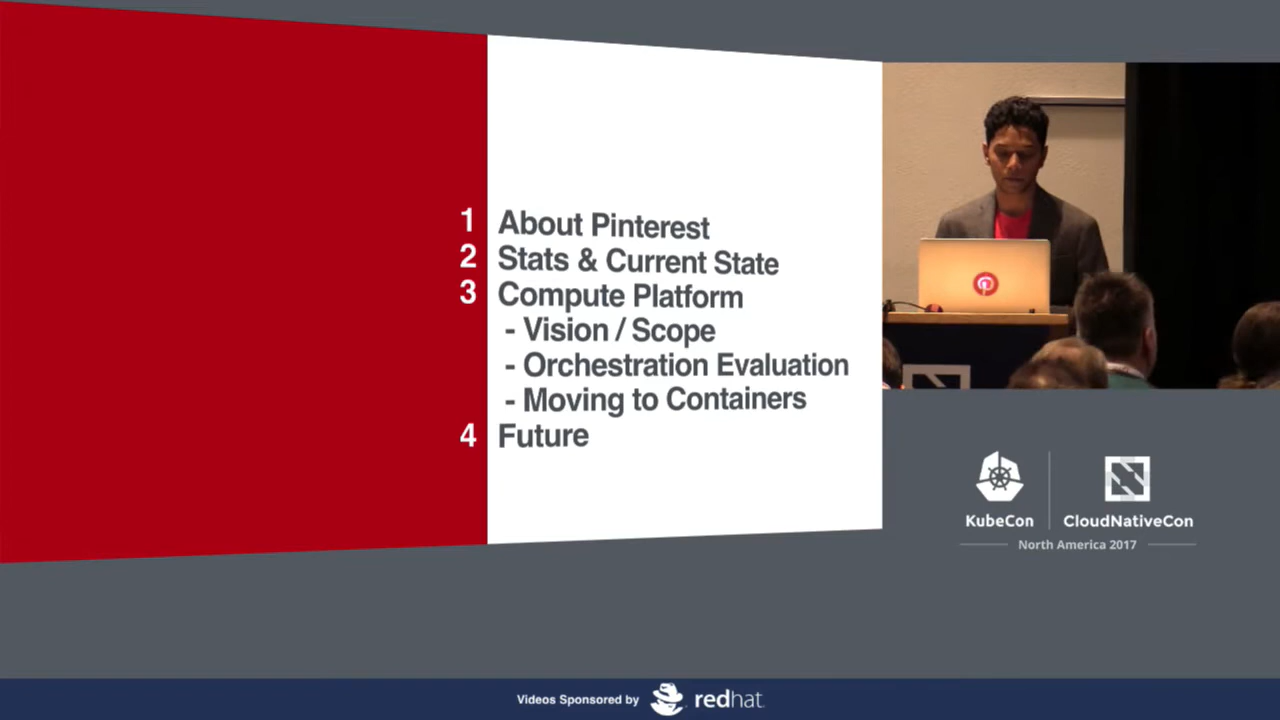 1 About Pinterest
2 Stats & Current State
3 Compute Platform
- Vision / Scope
- Orchestration Evaluation
- Moving to Containers
4 Future
KubeCon
CloudNativeCon
North America 2017
Videos Sponsored by redhat.